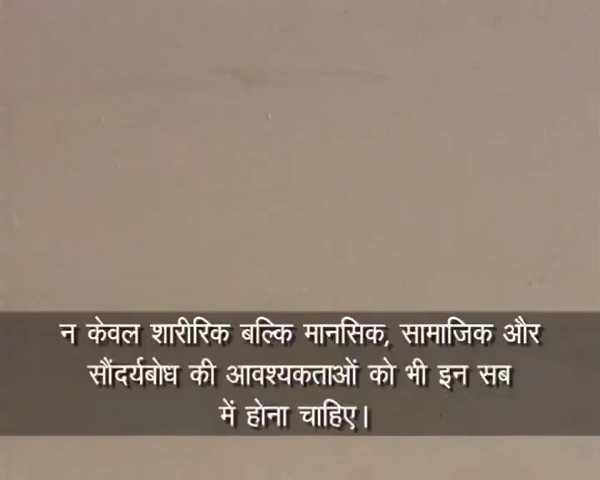 न केवल शारीरिक बल्कि मानसिक, सामाजिक और
सौंदर्यबोध की आवश्यकताओं को भी इन सब
में होना चाहिए।